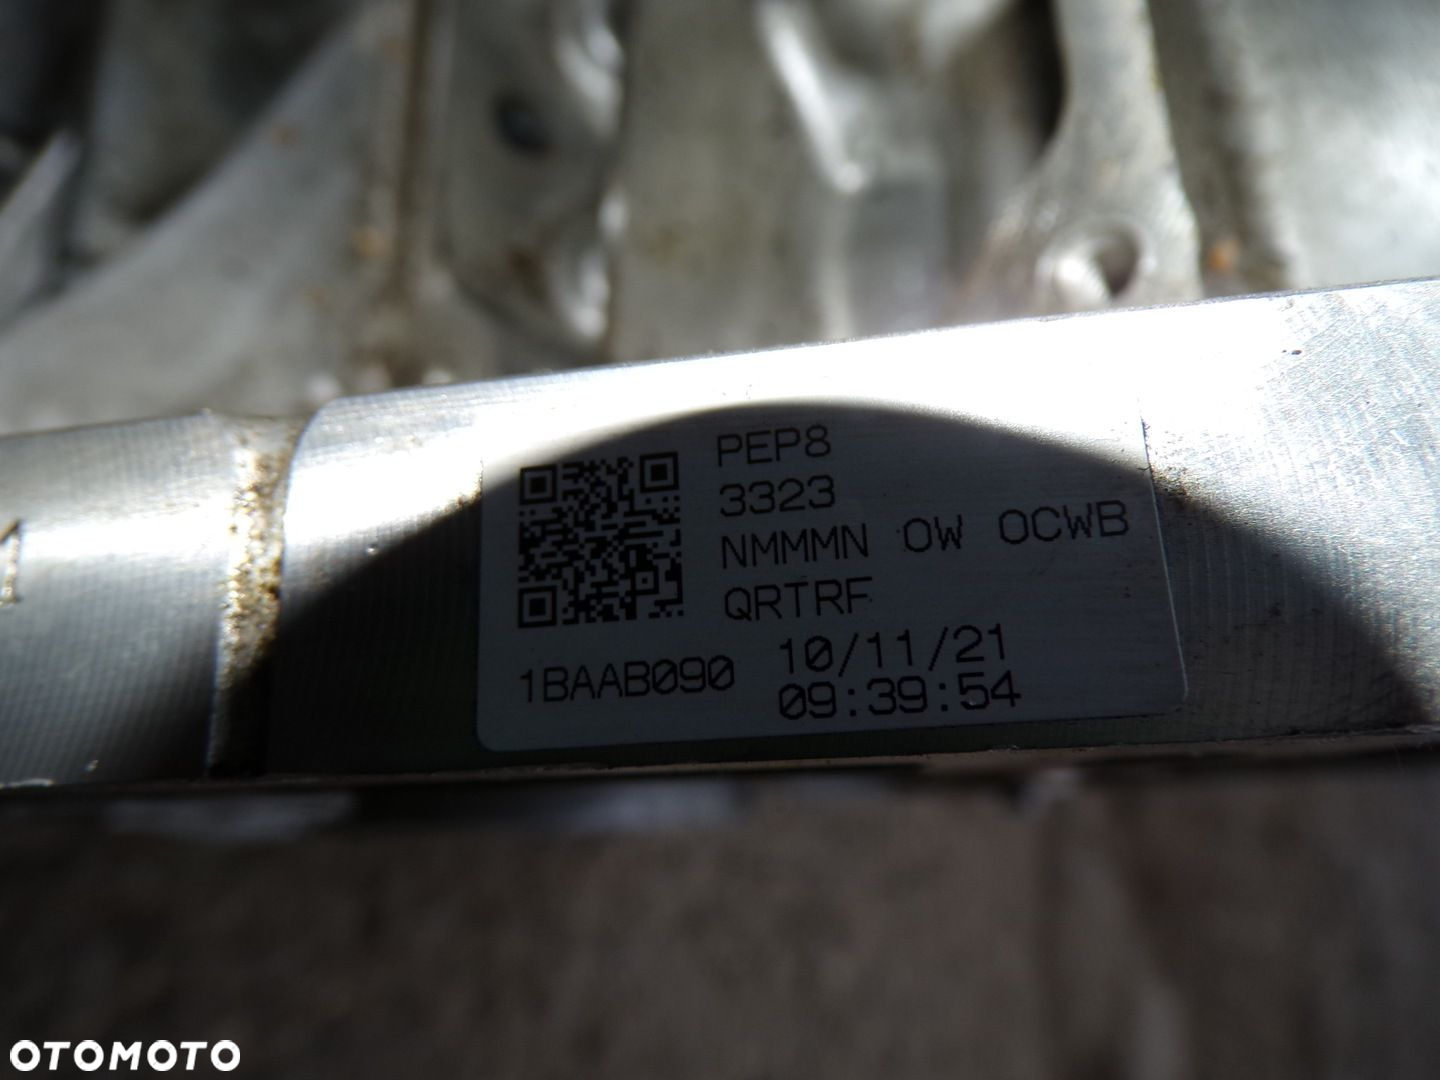 PEP8
3323
NMMMN OW OCWB
QRTRF
1BAAB090
10/11/21
09:39:54
OTOMOTO